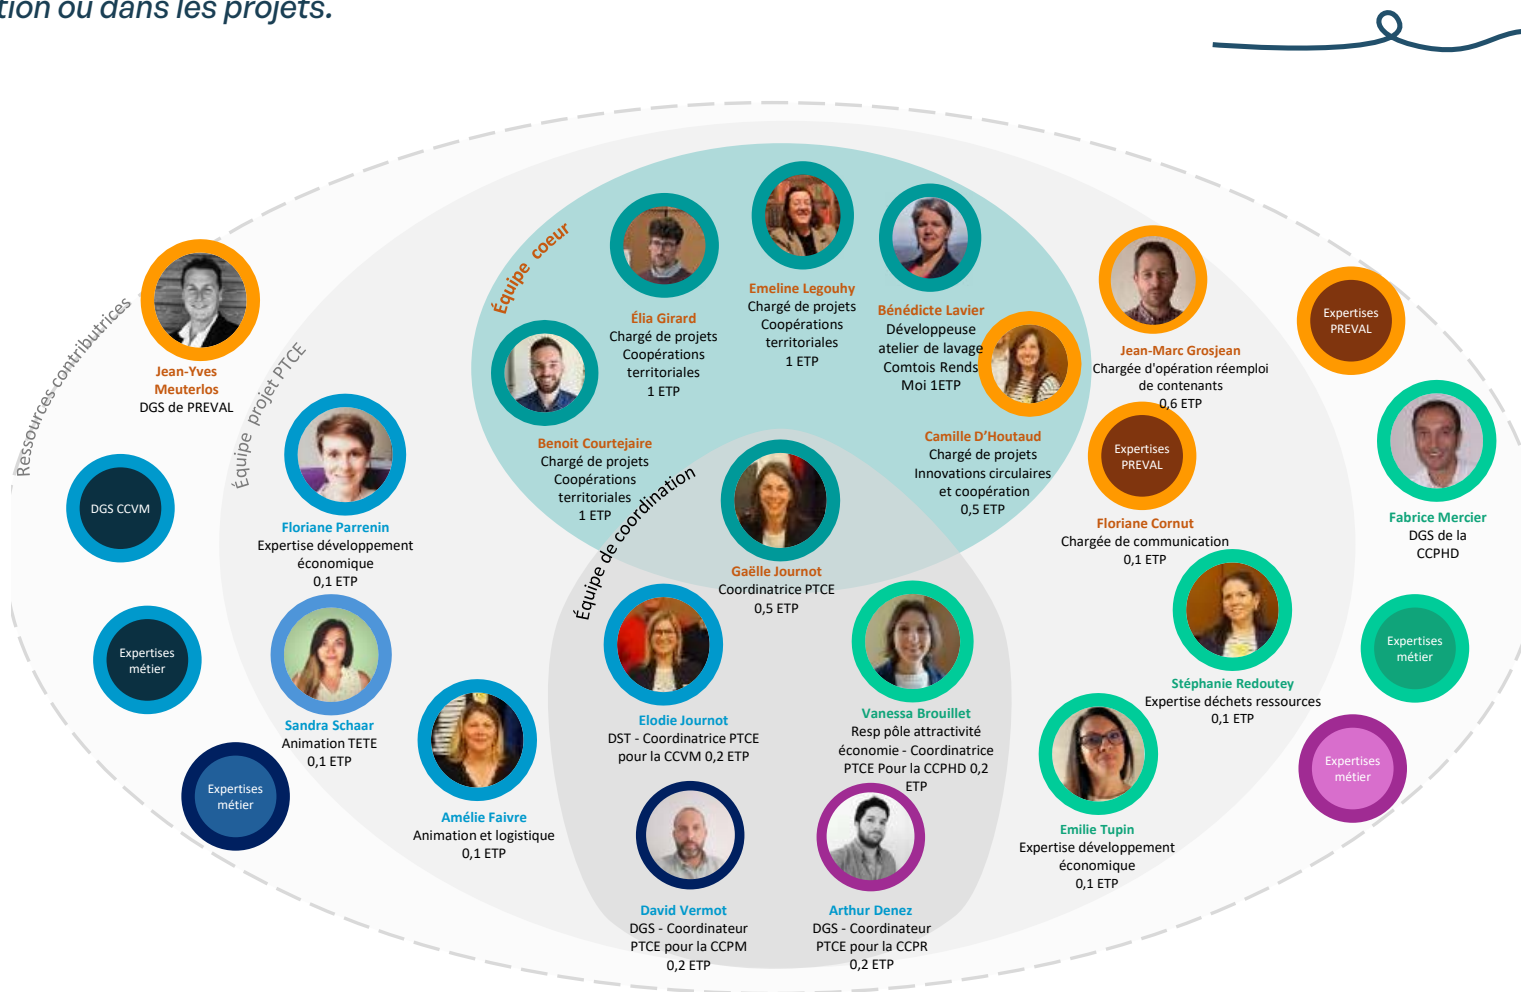 tion ou dans les projets.
Ressources contributrices
Équipe projet PTCE
Équipe coeur
Équipe de coordination
Jean-Yves
Meuterlos
DGS de PREVAL
DGS CCVM
Expertises
métier
Expertises
métier
Floriane Parrenin
Expertise développement
économique
0,1 ETP
Sandra Schaar
Animation TETE
0,1 ETP
Amélie Faivre
Animation et logistique
0,1 ETP
Benoit Courtejaire
Chargé de projets
Coopérations
territoriales
1 ETP
Élia Girard
Chargé de projets
Coopérations
territoriales
1 ETP
Emeline Legouhy
Chargé de projets
Coopérations
territoriales
1 ETP
Bénédicte Lavier
Développeuse
atelier de lavage
Comtois Rends
Moi 1ETP
Camille D’Houtaud
Chargé de projets
Innovations circulaires
et coopération
0,5 ETP
Gaëlle Journot
Coordinatrice PTCE
0,5 ETP
Elodie Journot
DST - Coordinatrice PTCE
pour la CCVM 0,2 ETP
Vanessa Brouillet
Resp pôle attractivité
économie - Coordinatrice
PTCE Pour la CCPHD 0,2
ETP
David Vermot
DGS - Coordinateur
PTCE pour la CCPM
0,2 ETP
Arthur Denez
DGS - Coordinateur
PTCE pour la CCPR
0,2 ETP
Jean-Marc Grosjean
Chargée d'opération réemploi
de contenants
0,6 ETP
Expertises
PREVAL
Floriane Cornut
Chargée de communication
0,1 ETP
Stéphanie Redoutey
Expertise déchets ressources
0,1 ETP
Emilie Tupin
Expertise développement
économique
0,1 ETP
Expertises
PREVAL
Fabrice Mercier
DGS de la
CCPHD
Expertises
métier
Expertises
métier